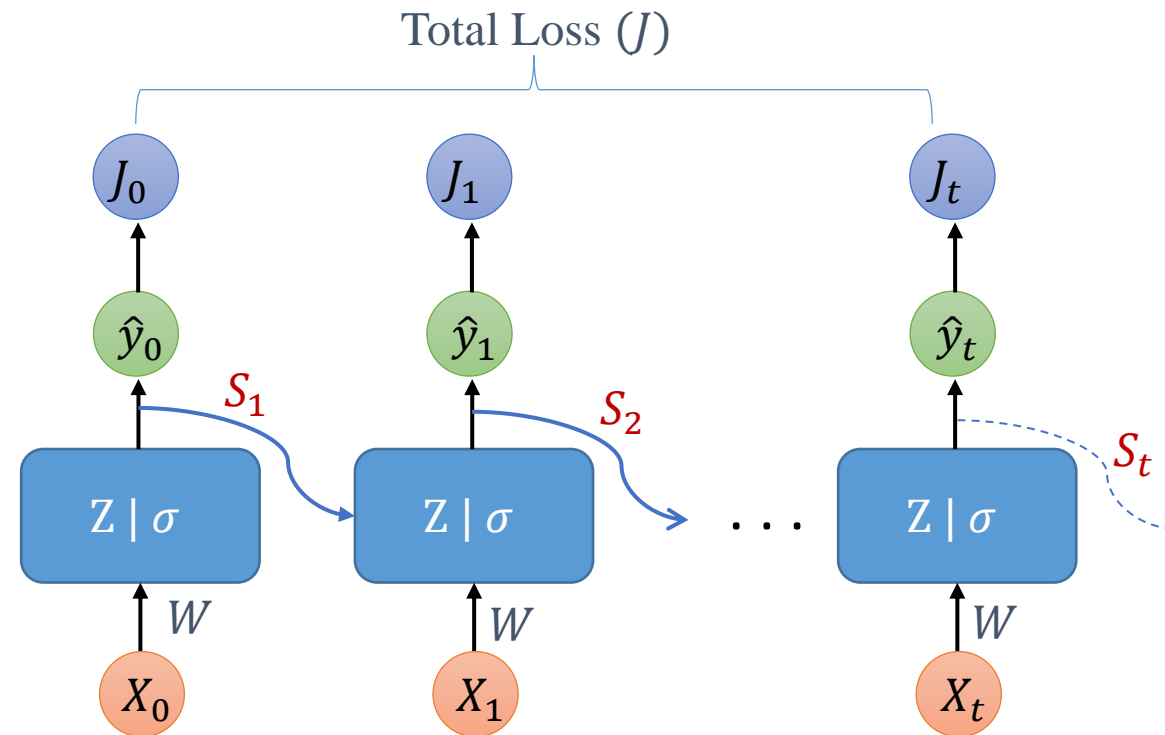 Total Loss (J)
J₀ J₁ Jₜ
ŷ₀ ŷ₁ ŷₜ
S₁ S₂ Sₜ
Z | σ Z | σ . . . Z | σ
W W W
X₀ X₁ Xₜ